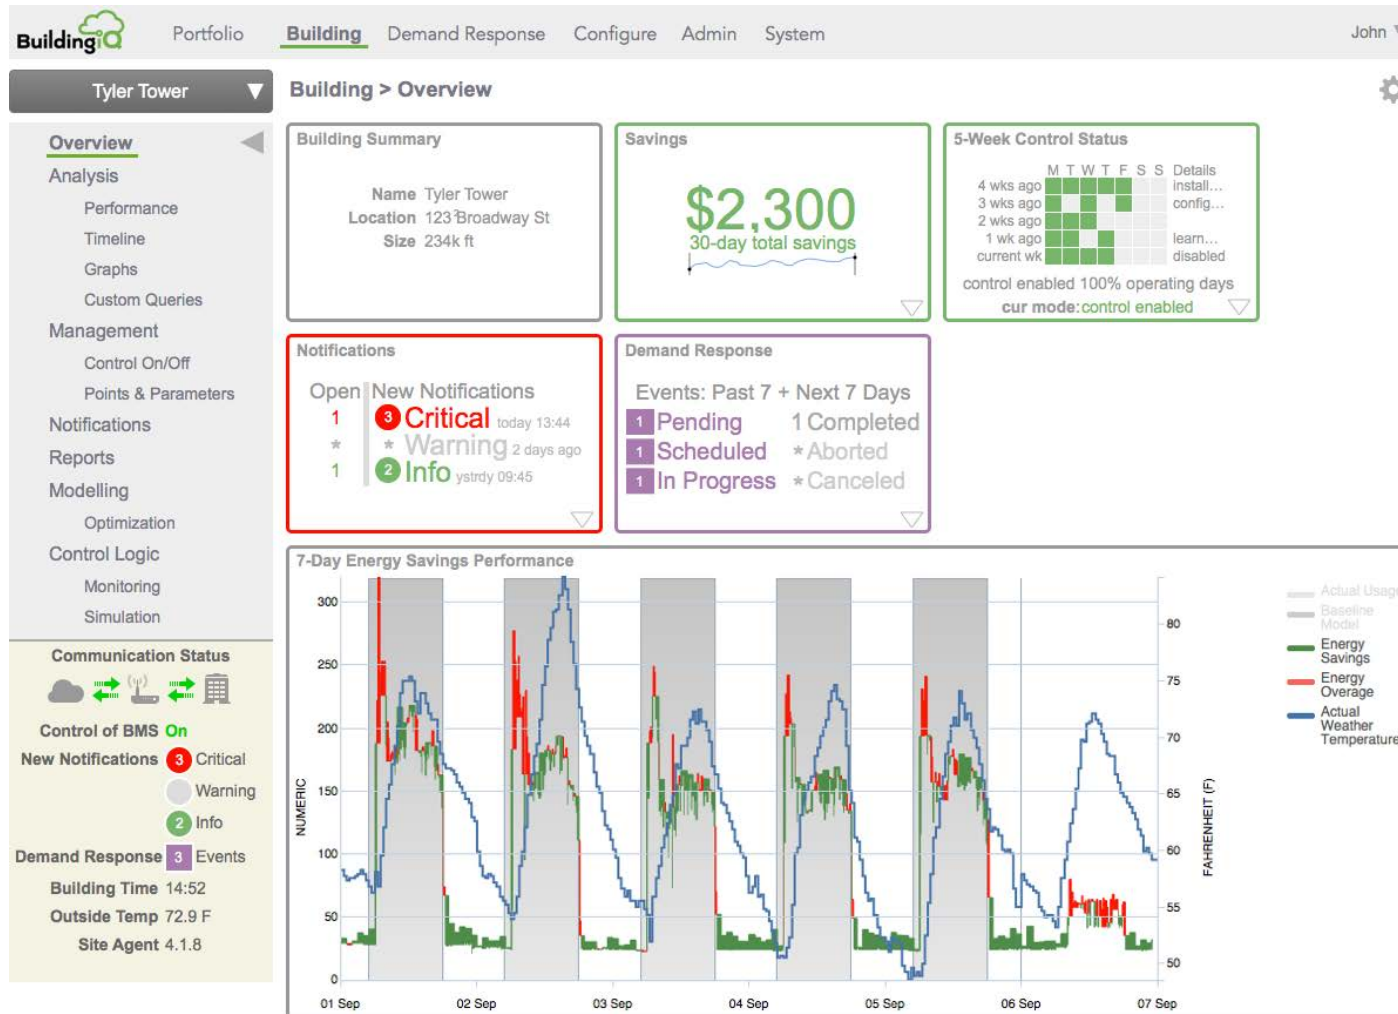 BuildingIQ
Portfolio Building Demand Response Configure Admin System John
Tyler Tower
Building > Overview
Overview
Analysis
Performance
Timeline
Graphs
Custom Queries
Management
Control On/Off
Points & Parameters
Notifications
Reports
Modelling
Optimization
Control Logic
Monitoring
Simulation
Communication Status
Control of BMS On
New Notifications 3 Critical
Warning
2 Info
Demand Response 3 Events
Building Time 14:52
Outside Temp 72.9 F
Site Agent 4.1.8
Building Summary
Name Tyler Tower
Location 123 Broadway St
Size 234k ft
2
Savings
$2,300
30-day total savings
5-Week Control Status
M T W T F S S Details
4 wks ago install...
3 wks ago config...
2 wks ago
1 wk ago learn...
current wk disabled
control enabled 100% operating days
cur mode: control enabled
Notifications
Open New Notifications
1 3 Critical today 13:44
* * Warning 2 days ago
1 2 Info ystrdy 09:45
Demand Response
Events: Past 7 + Next 7 Days
1 Pending 1 Completed
1 Scheduled * Aborted
1 In Progress * Canceled
7-Day Energy Savings Performance
300
250
200
150
100
50
0
NUMERIC
01 Sep 02 Sep 03 Sep 04 Sep 05 Sep 06 Sep 07 Sep
80
75
70
65
60
55
50
FAHRENHEIT (F)
Actual Usage
Baseline
Model
Energy
Savings
Energy
Overage
Actual
Weather
Temperature